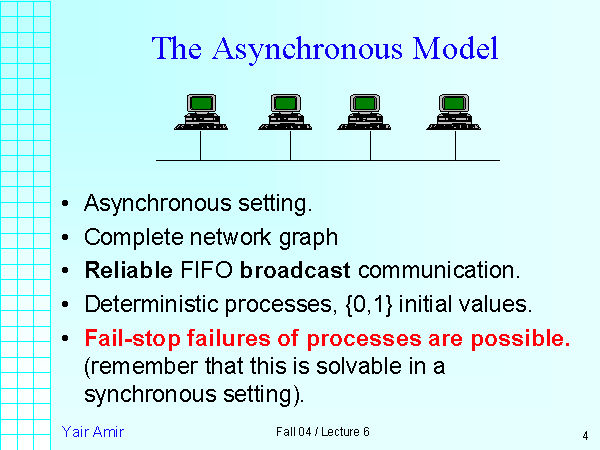 The Asynchronous Model
• Asynchronous setting.
• Complete network graph
• Reliable FIFO broadcast communication.
• Deterministic processes, {0,1} initial values.
• Fail-stop failures of processes are possible.
(remember that this is solvable in a
synchronous setting).
Yair Amir
Fall 04 / Lecture 6
4